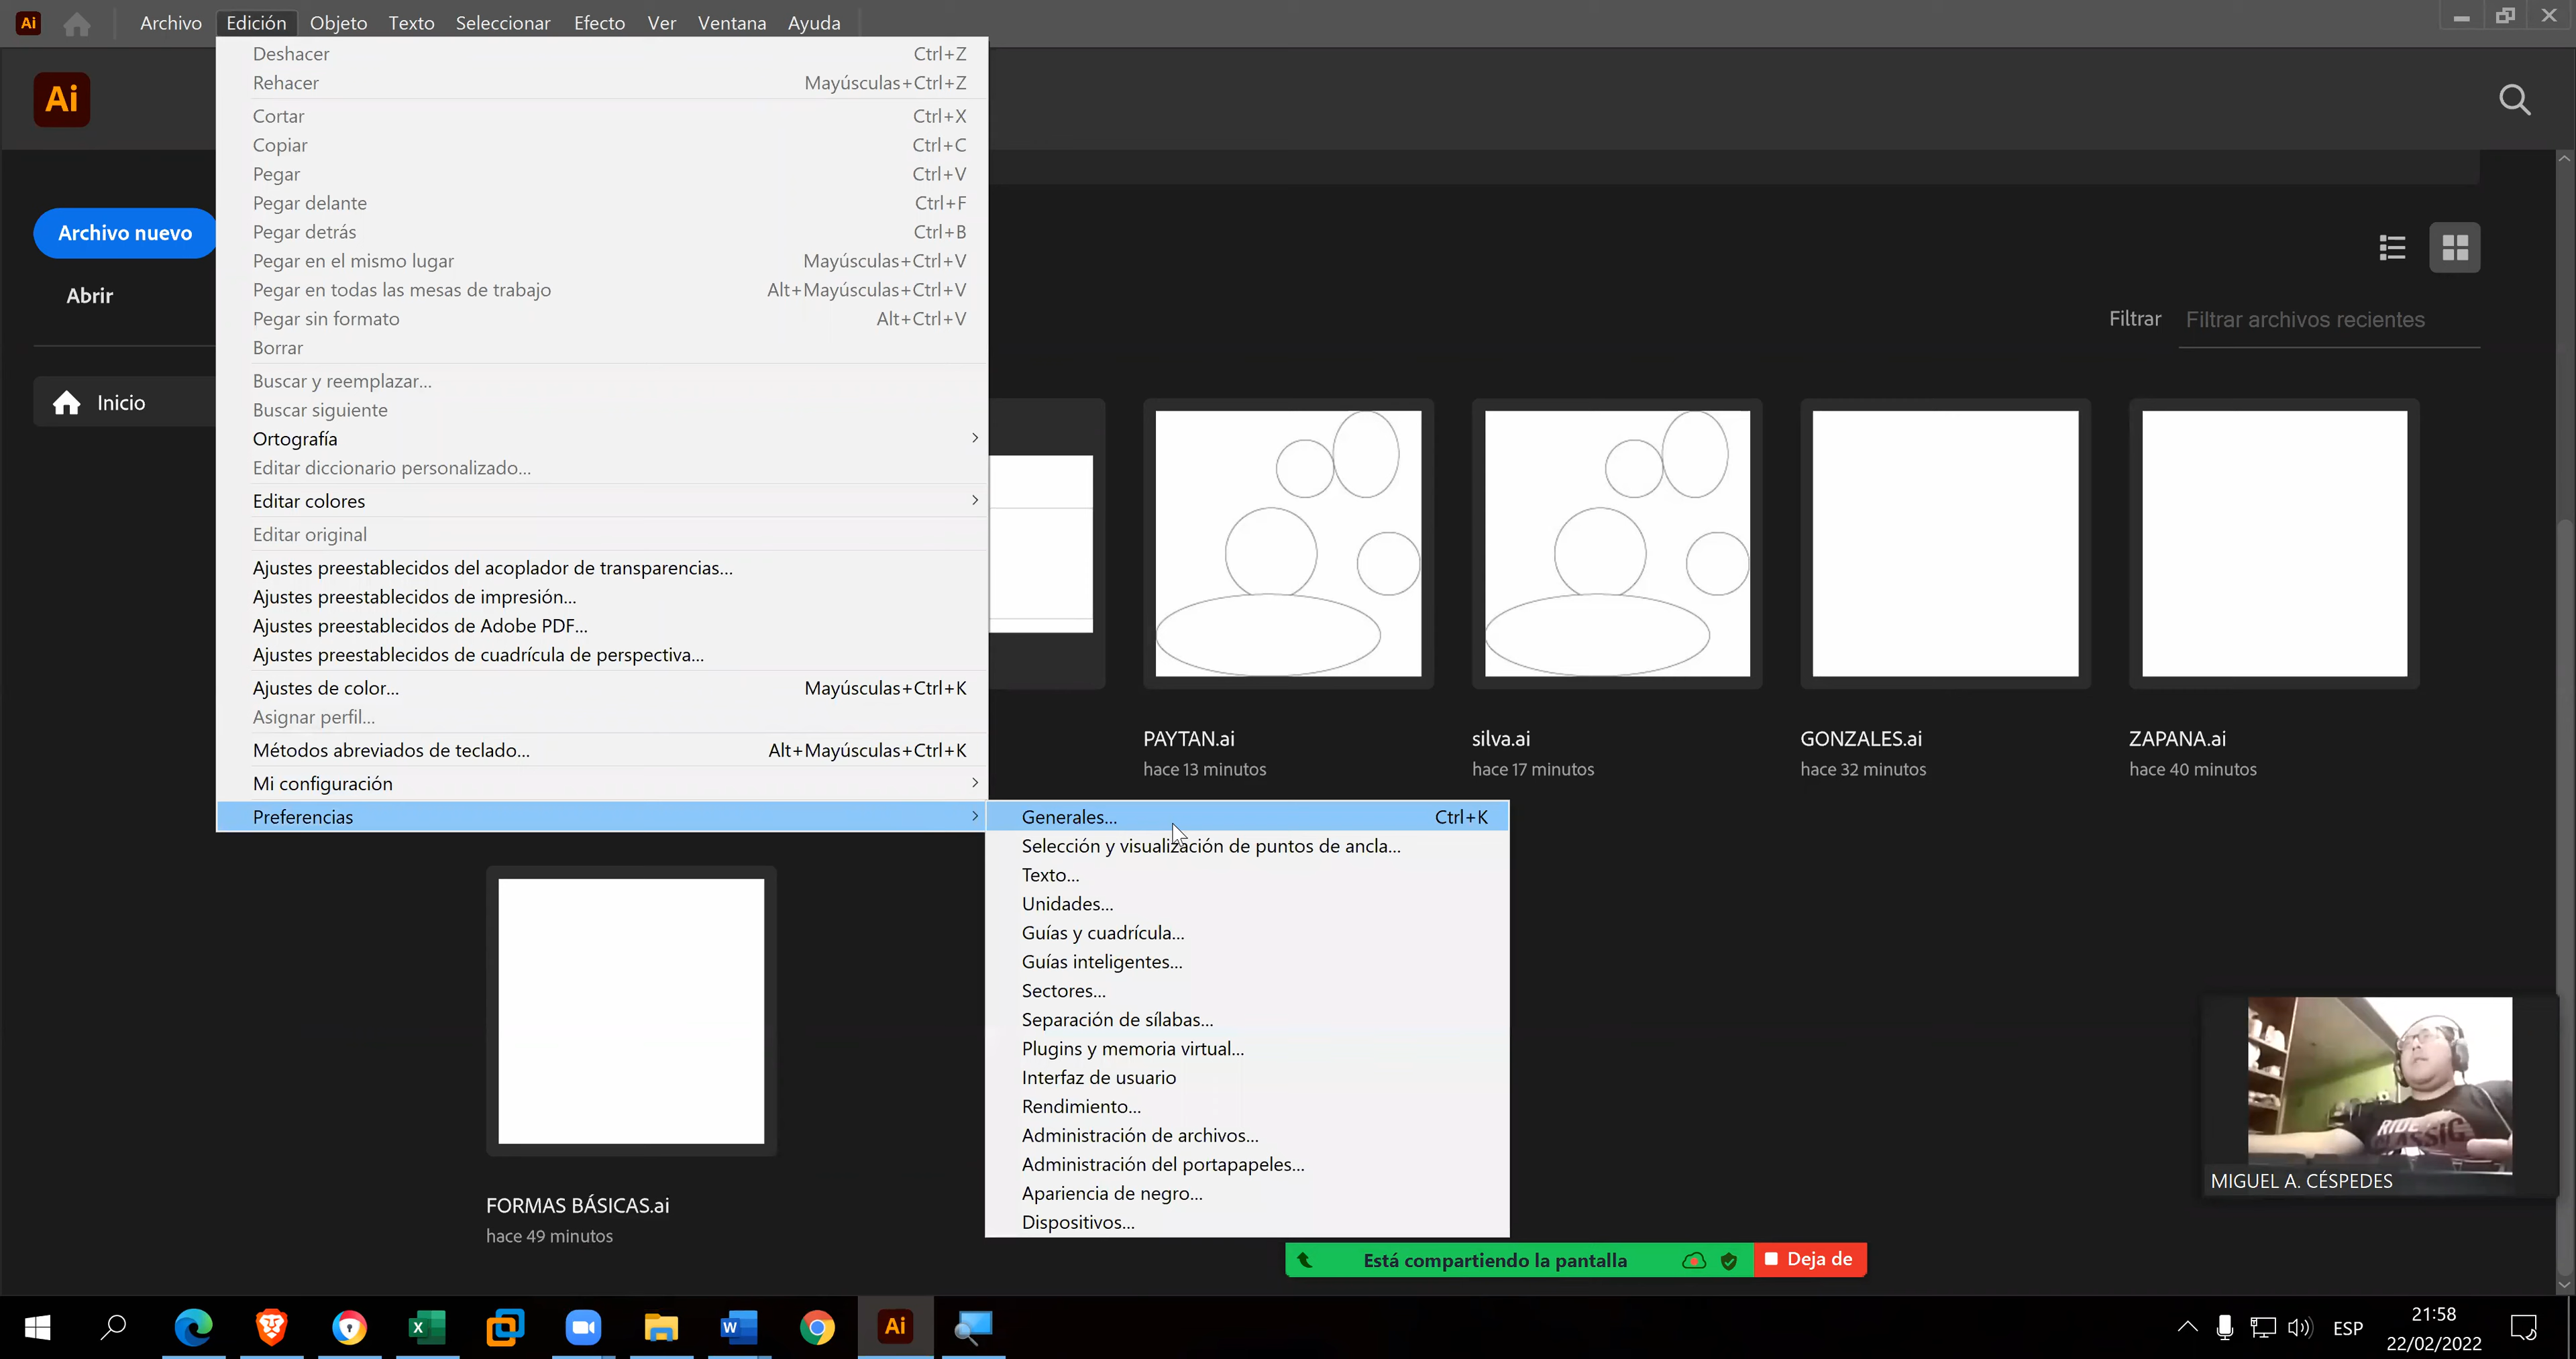 Ai
Archivo Edición Objeto Texto Seleccionar Efecto Ver Ventana Ayuda
Ai
Deshacer Ctrl+Z
Rehacer Mayúsculas+Ctrl+Z
Cortar Ctrl+X
Copiar Ctrl+C
Pegar Ctrl+V
Pegar delante Ctrl+F
Pegar detrás Ctrl+B
Pegar en el mismo lugar Mayúsculas+Ctrl+V
Pegar en todas las mesas de trabajo Alt+Mayúsculas+Ctrl+V
Pegar sin formato Alt+Ctrl+V
Borrar
Buscar y reemplazar...
Buscar siguiente
Ortografía
Editar diccionario personalizado...
Editar colores
Editar original
Ajustes preestablecidos del acoplador de transparencias...
Ajustes preestablecidos de impresión...
Ajustes preestablecidos de Adobe PDF...
Ajustes preestablecidos de cuadrícula de perspectiva...
Ajustes de color... Mayúsculas+Ctrl+K
Asignar perfil...
Métodos abreviados de teclado... Alt+Mayúsculas+Ctrl+K
Mi configuración
Preferencias
Generales... Ctrl+K
Selección y visualización de puntos de ancla...
Texto...
Unidades...
Guías y cuadrícula...
Guías inteligentes...
Sectores...
Separación de sílabas...
Plugins y memoria virtual...
Interfaz de usuario
Rendimiento...
Administración de archivos...
Administración del portapapeles...
Apariencia de negro...
Dispositivos...
Archivo nuevo
Abrir
Inicio
Filtrar Filtrar archivos recientes
PAYTAN.ai
hace 13 minutos
silva.ai
hace 17 minutos
GONZALES.ai
hace 32 minutos
ZAPANA.ai
hace 40 minutos
FORMAS BÁSICAS.ai
hace 49 minutos
RIDE
CLASSIC
MIGUEL A. CÉSPEDES
Está compartiendo la pantalla
Deja de
X
W
Ai
ESP
21:58
22/02/2022